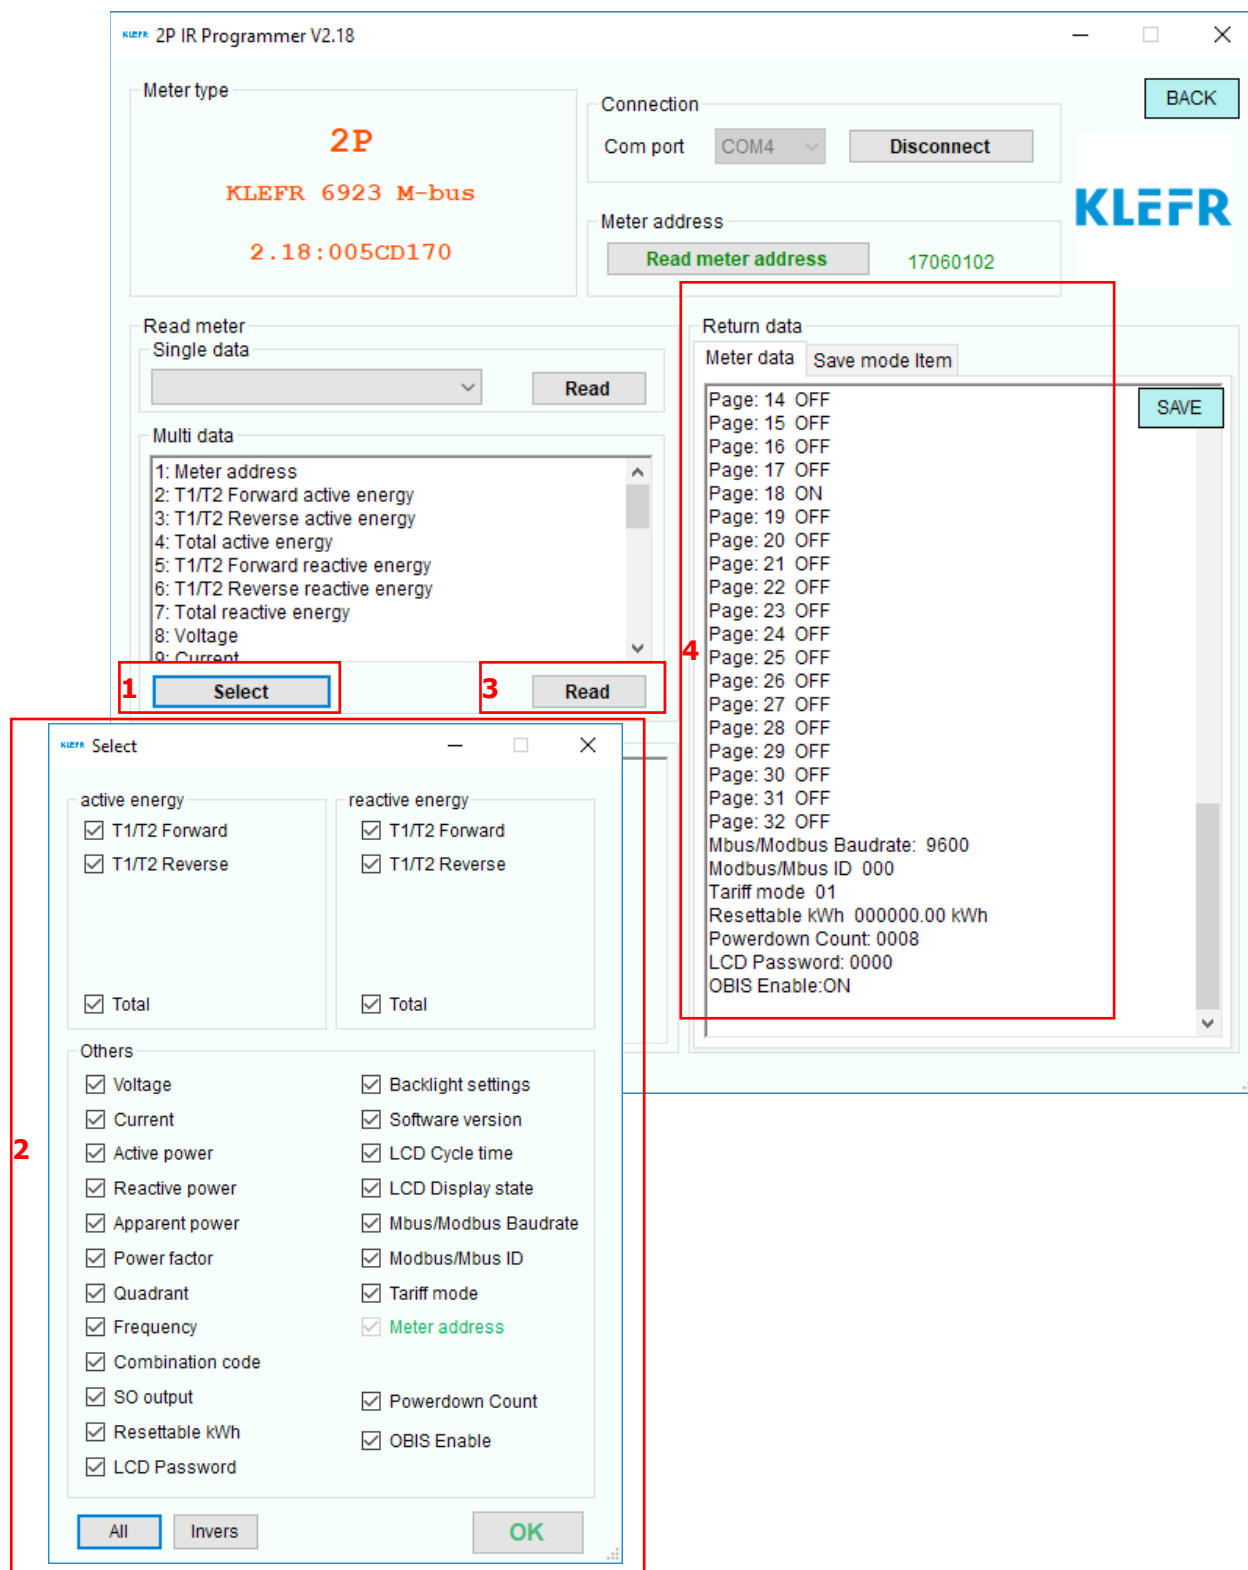 KLEFR 2P IR Programmer V2.18
BACK
Meter type
2P
KLEFR 6923 M-bus
2.18:005CD170
Connection
Com port COM4 Disconnect
KLEFR
Meter address
Read meter address 17060102
Read meter
Single data
Read
Multi data
1: Meter address
2: T1/T2 Forward active energy
3: T1/T2 Reverse active energy
4: Total active energy
5: T1/T2 Forward reactive energy
6: T1/T2 Reverse reactive energy
7: Total reactive energy
8: Voltage
9: Current
1 Select
3 Read
Return data
Meter data Save mode Item
SAVE
4
Page: 14 OFF
Page: 15 OFF
Page: 16 OFF
Page: 17 OFF
Page: 18 ON
Page: 19 OFF
Page: 20 OFF
Page: 21 OFF
Page: 22 OFF
Page: 23 OFF
Page: 24 OFF
Page: 25 OFF
Page: 26 OFF
Page: 27 OFF
Page: 28 OFF
Page: 29 OFF
Page: 30 OFF
Page: 31 OFF
Page: 32 OFF
Mbus/Modbus Baudrate: 9600
Modbus/Mbus ID 000
Tariff mode 01
Resettable kWh 000000.00 kWh
Powerdown Count: 0008
LCD Password: 0000
OBIS Enable:ON
2
KLEFR Select
active energy
T1/T2 Forward
T1/T2 Reverse
Total
reactive energy
T1/T2 Forward
T1/T2 Reverse
Total
Others
Voltage
Current
Active power
Reactive power
Apparent power
Power factor
Quadrant
Frequency
Combination code
SO output
Resettable kWh
LCD Password
Backlight settings
Software version
LCD Cycle time
LCD Display state
Mbus/Modbus Baudrate
Modbus/Mbus ID
Tariff mode
Meter address
Powerdown Count
OBIS Enable
All Invers OK